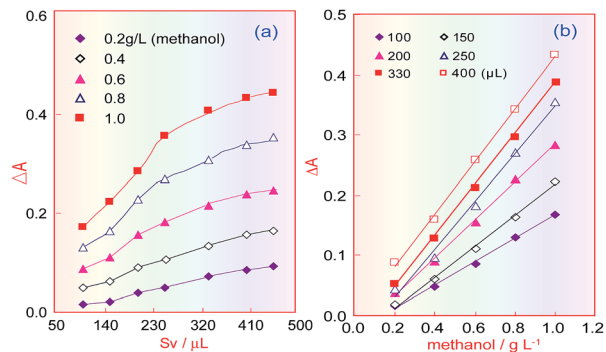 (a)
0.2g/L (methanol)
0.4
0.6
0.8
1.0
△A
0.6
0.4
0.2
0.0
50 140 230 320 410 500
Sv / μL
(b)
100 150
200 250
330 400 (μL)
ΔA
0.5
0.4
0.3
0.2
0.1
0.0
0.0 0.2 0.4 0.6 0.8 1.0 1.2
methanol / g L⁻¹